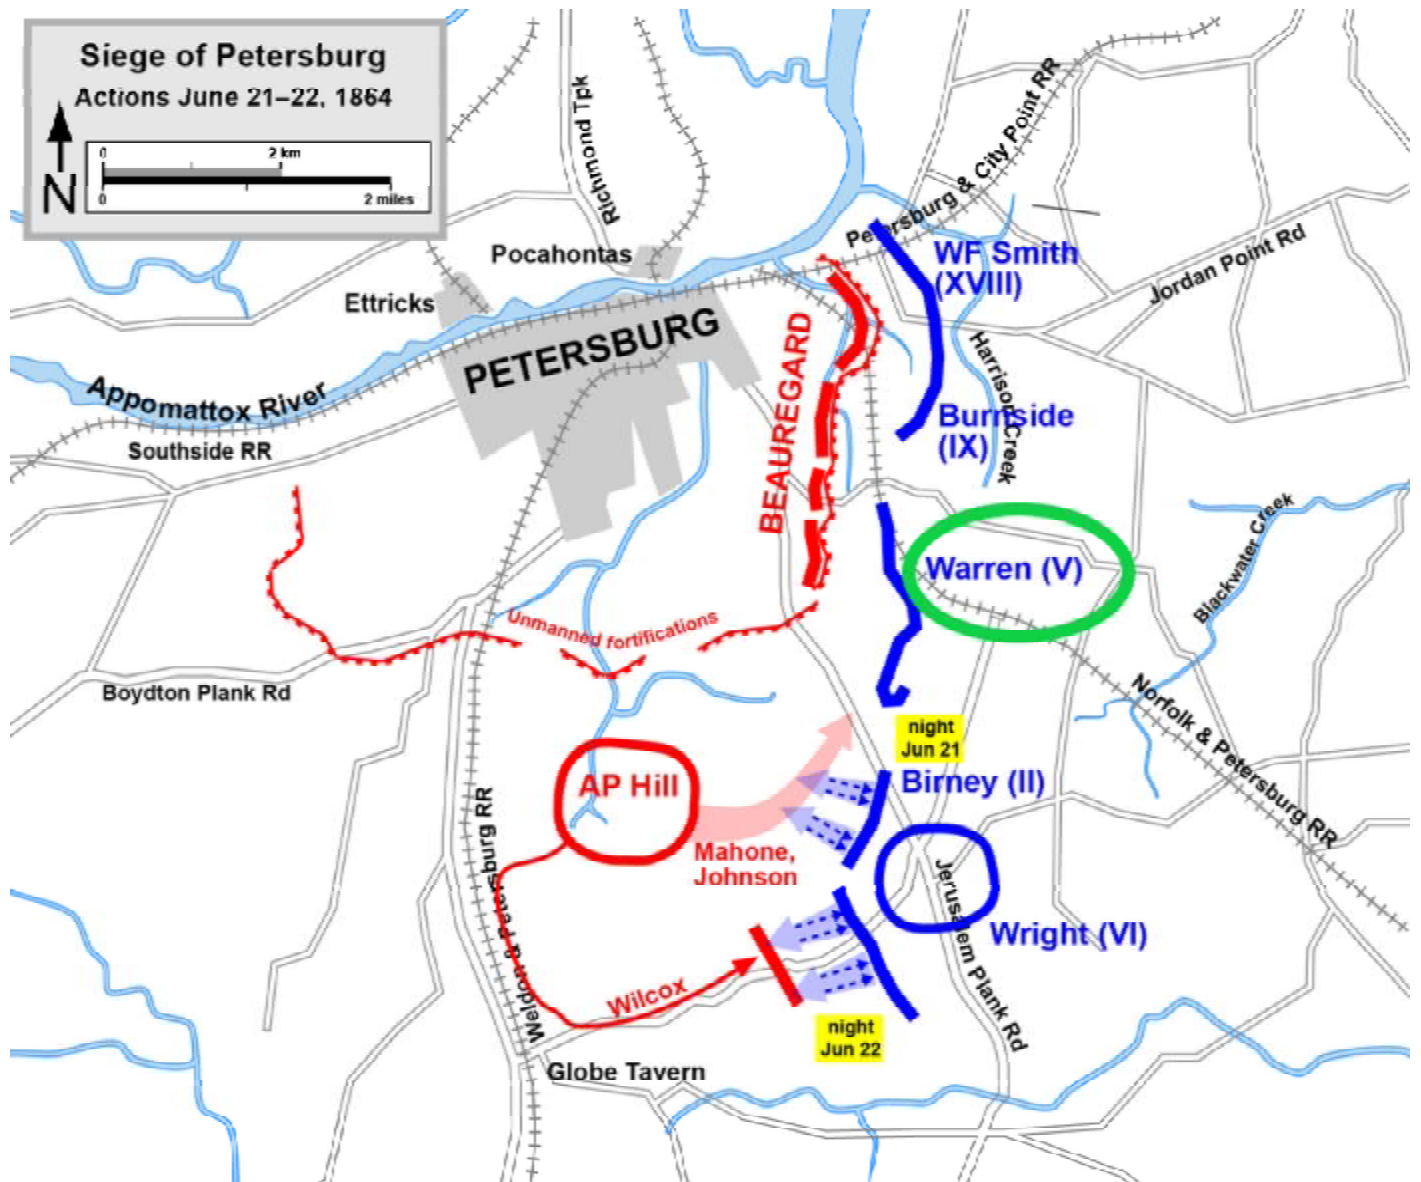 Siege of Petersburg
Actions June 21–22, 1864
0
2 km
N
0
2 miles
Richmond Tpk
Petersburg & City Point RR
Pocahontas
WF Smith
(XVIII)
Jordan Point Rd
Ettricks
PETERSBURG
BEAUREGARD
Harrison Creek
Appomattox River
Burnside
(IX)
Southside RR
Blackwater Creek
Warren (V)
Unmanned fortifications
Boydton Plank Rd
Norfolk & Petersburg RR
night
Jun 21
AP Hill
Birney (II)
Weldon & Petersburg RR
Mahone,
Johnson
Jerusalem Plank Rd
Wright (VI)
Wilcox
night
Jun 22
Globe Tavern